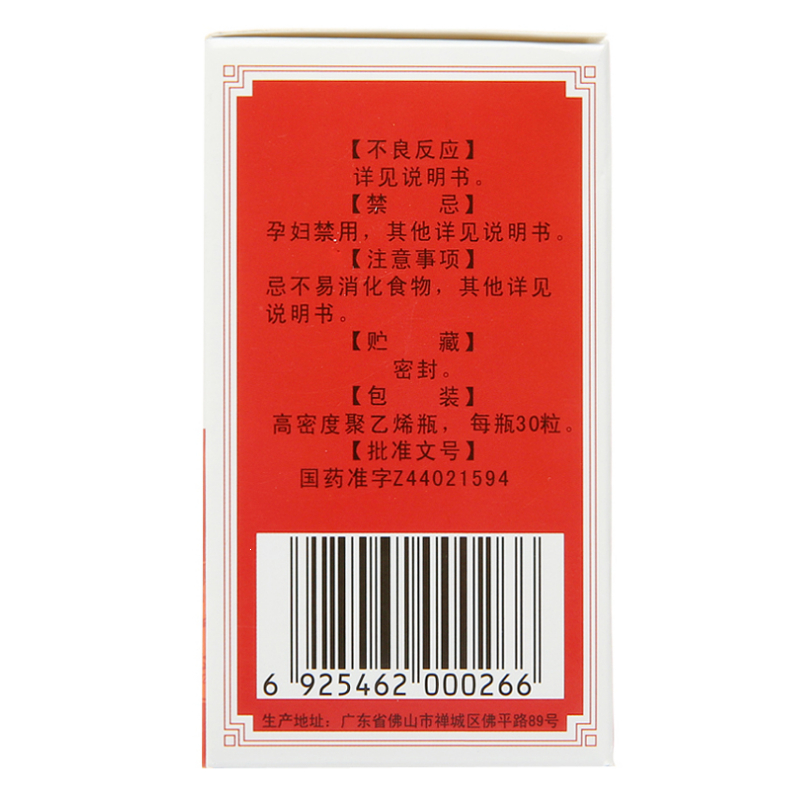 【不良反应】
详见说明书。
【禁 忌】
孕妇禁用，其他详见说明书。
【注意事项】
忌不易消化食物，其他详见
说明书。
【贮 藏】
密封。
【包 装】
高密度聚乙烯瓶，每瓶30粒。
【批准文号】
国药准字Z44021594
6 925462 000266
生产地址：广东省佛山市禅城区佛平路89号